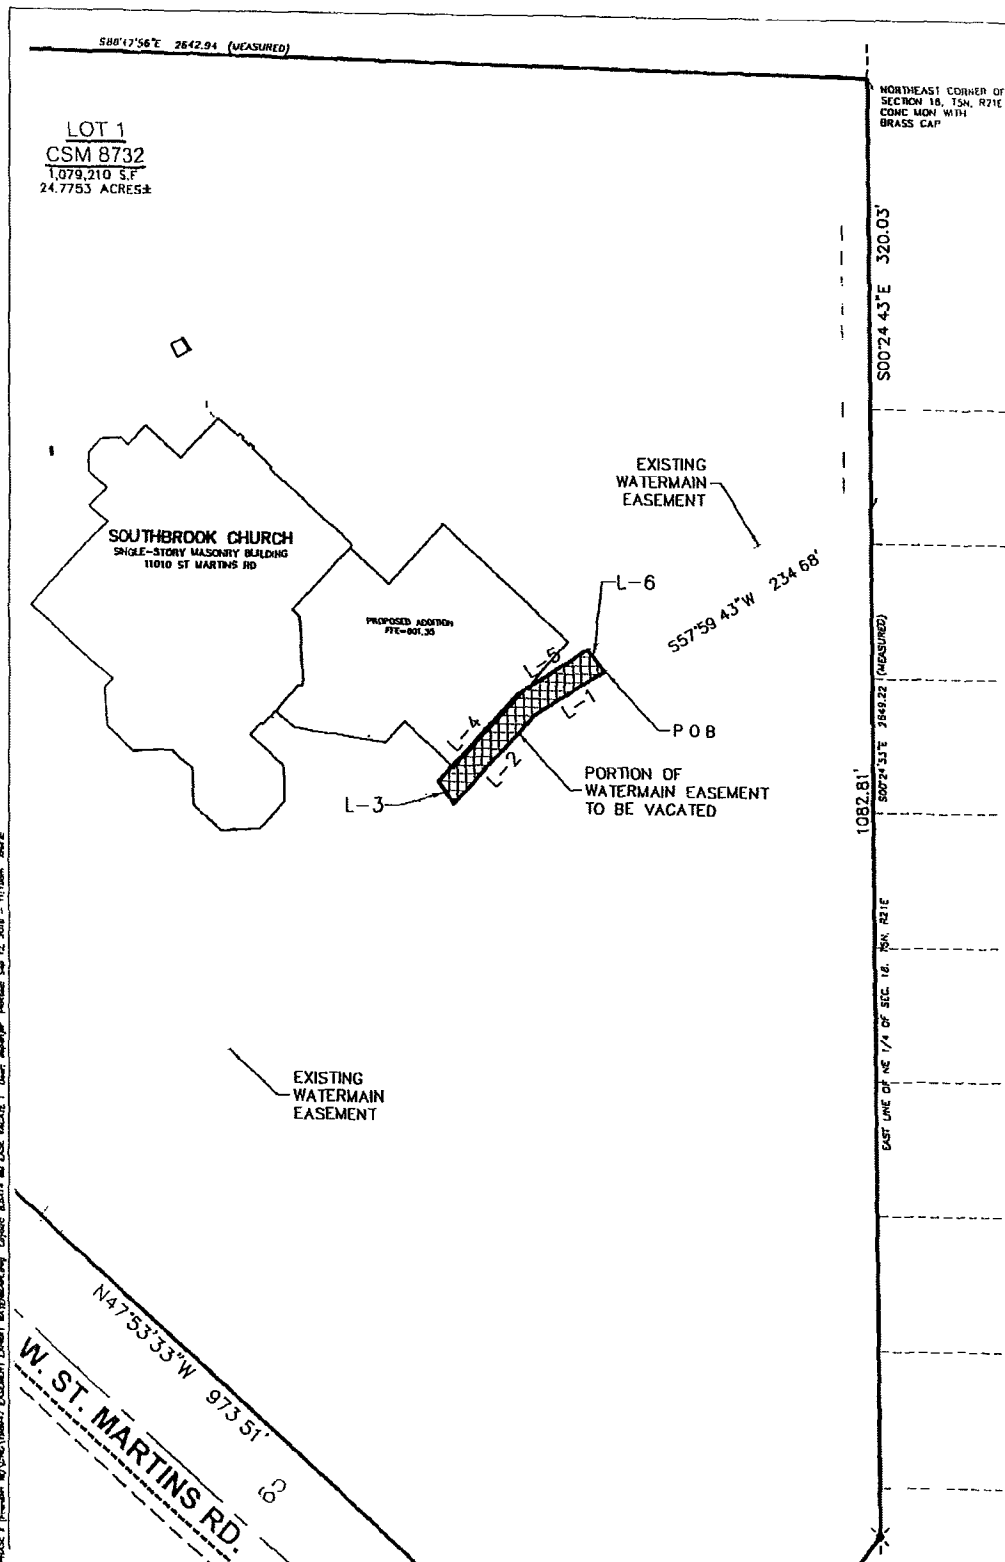 S88°47'56"E 2642.94 (MEASURED)
NORTHEAST CORNER OF
SECTION 18, T5N, R21E
CONC MON WITH
BRASS CAP
LOT 1
CSM 8732
1,079,210 S.F
24.7753 ACRES±
S00°24 43"E 320.03'
EXISTING
WATERMAIN
EASEMENT
SOUTHBROOK CHURCH
SINGLE-STORY MASONRY BUILDING
11010 ST MARTINS RD
S57°59 43"W 234 68'
L-6
PROPOSED ADDITION
FFE=801.35
L-5
L-1
P O B
L-4
L-2
L-3
PORTION OF
WATERMAIN EASEMENT
TO BE VACATED
1082.81'
S00°24'53"E 2649.22 (MEASURED)
EAST LINE OF NE 1/4 OF SEC. 18, T5N, R21E
EXISTING
WATERMAIN
EASEMENT
N47°53'33"W 973 51'
W. ST. MARTINS RD.